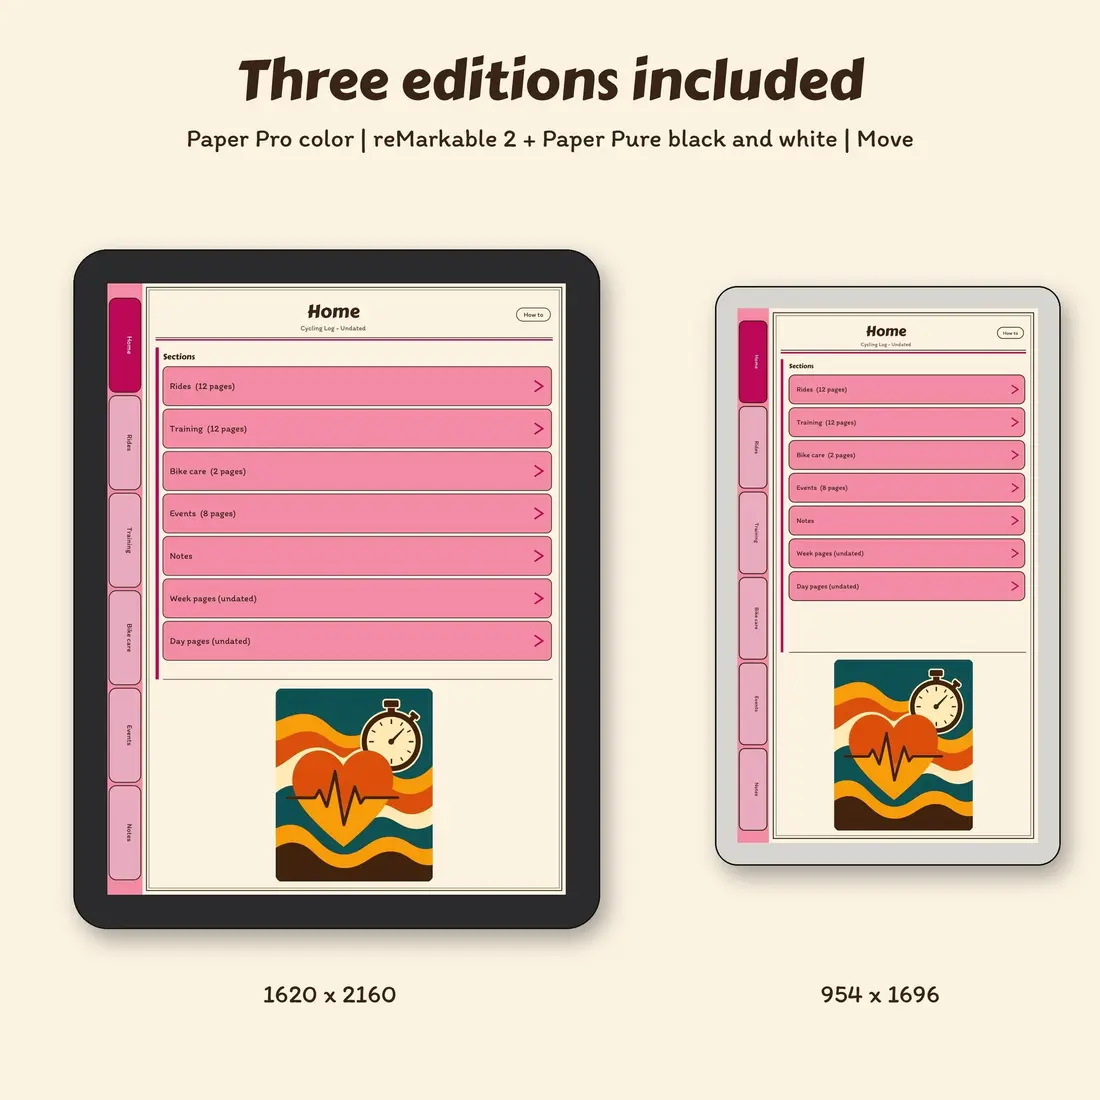 Three editions included
Paper Pro color | reMarkable 2 + Paper Pure black and white | Move
Home
Rides
Training
Bike care
Events
Notes
Home
How to
Cycling Log - Undated
Sections
Rides (12 pages)
Training (12 pages)
Bike care (2 pages)
Events (8 pages)
Notes
Week pages (undated)
Day pages (undated)
1620 x 2160
Home
Rides
Training
Bike care
Events
Notes
Home
How to
Cycling Log - Undated
Sections
Rides (12 pages)
Training (12 pages)
Bike care (2 pages)
Events (8 pages)
Notes
Week pages (undated)
Day pages (undated)
954 x 1696